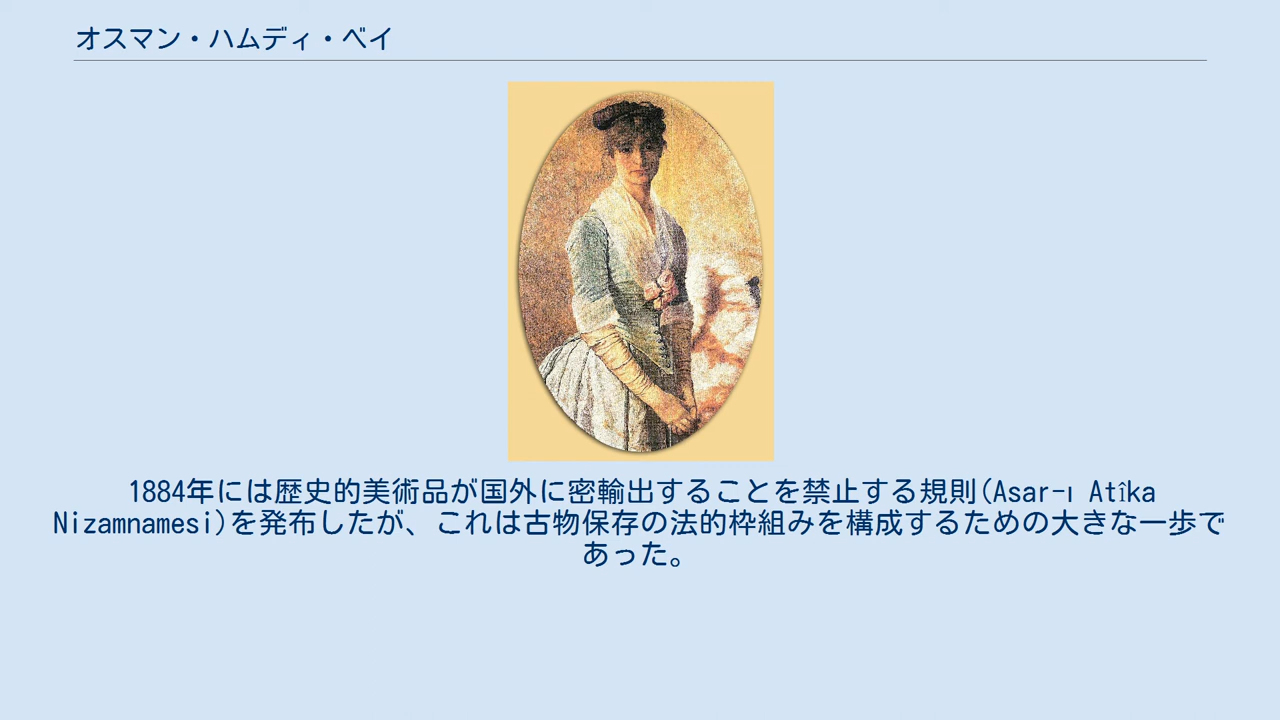 オスマン・ハムディ・ベイ
1884年には歴史的美術品が国外に密輸出することを禁止する規則(Asar-ı Atîka
Nizamnamesi)を発布したが、これは古物保存の法的枠組みを構成するための大きな一歩で
あった。